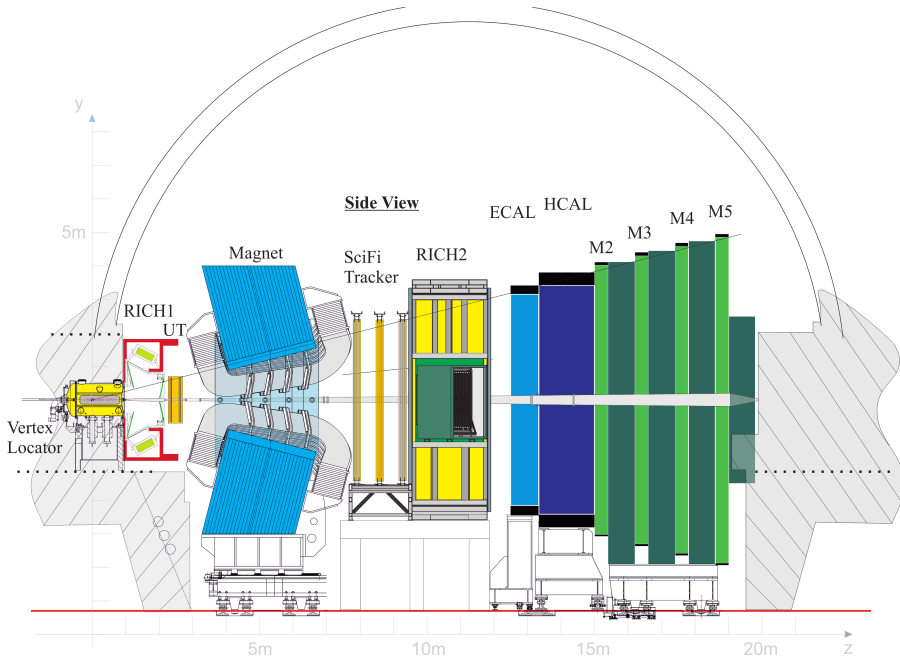 y
5m
Side View
ECAL
HCAL
M5
M4
M3
M2
Magnet
SciFi
Tracker
RICH2
RICH1
UT
Vertex
Locator
5m
10m
15m
20m
z